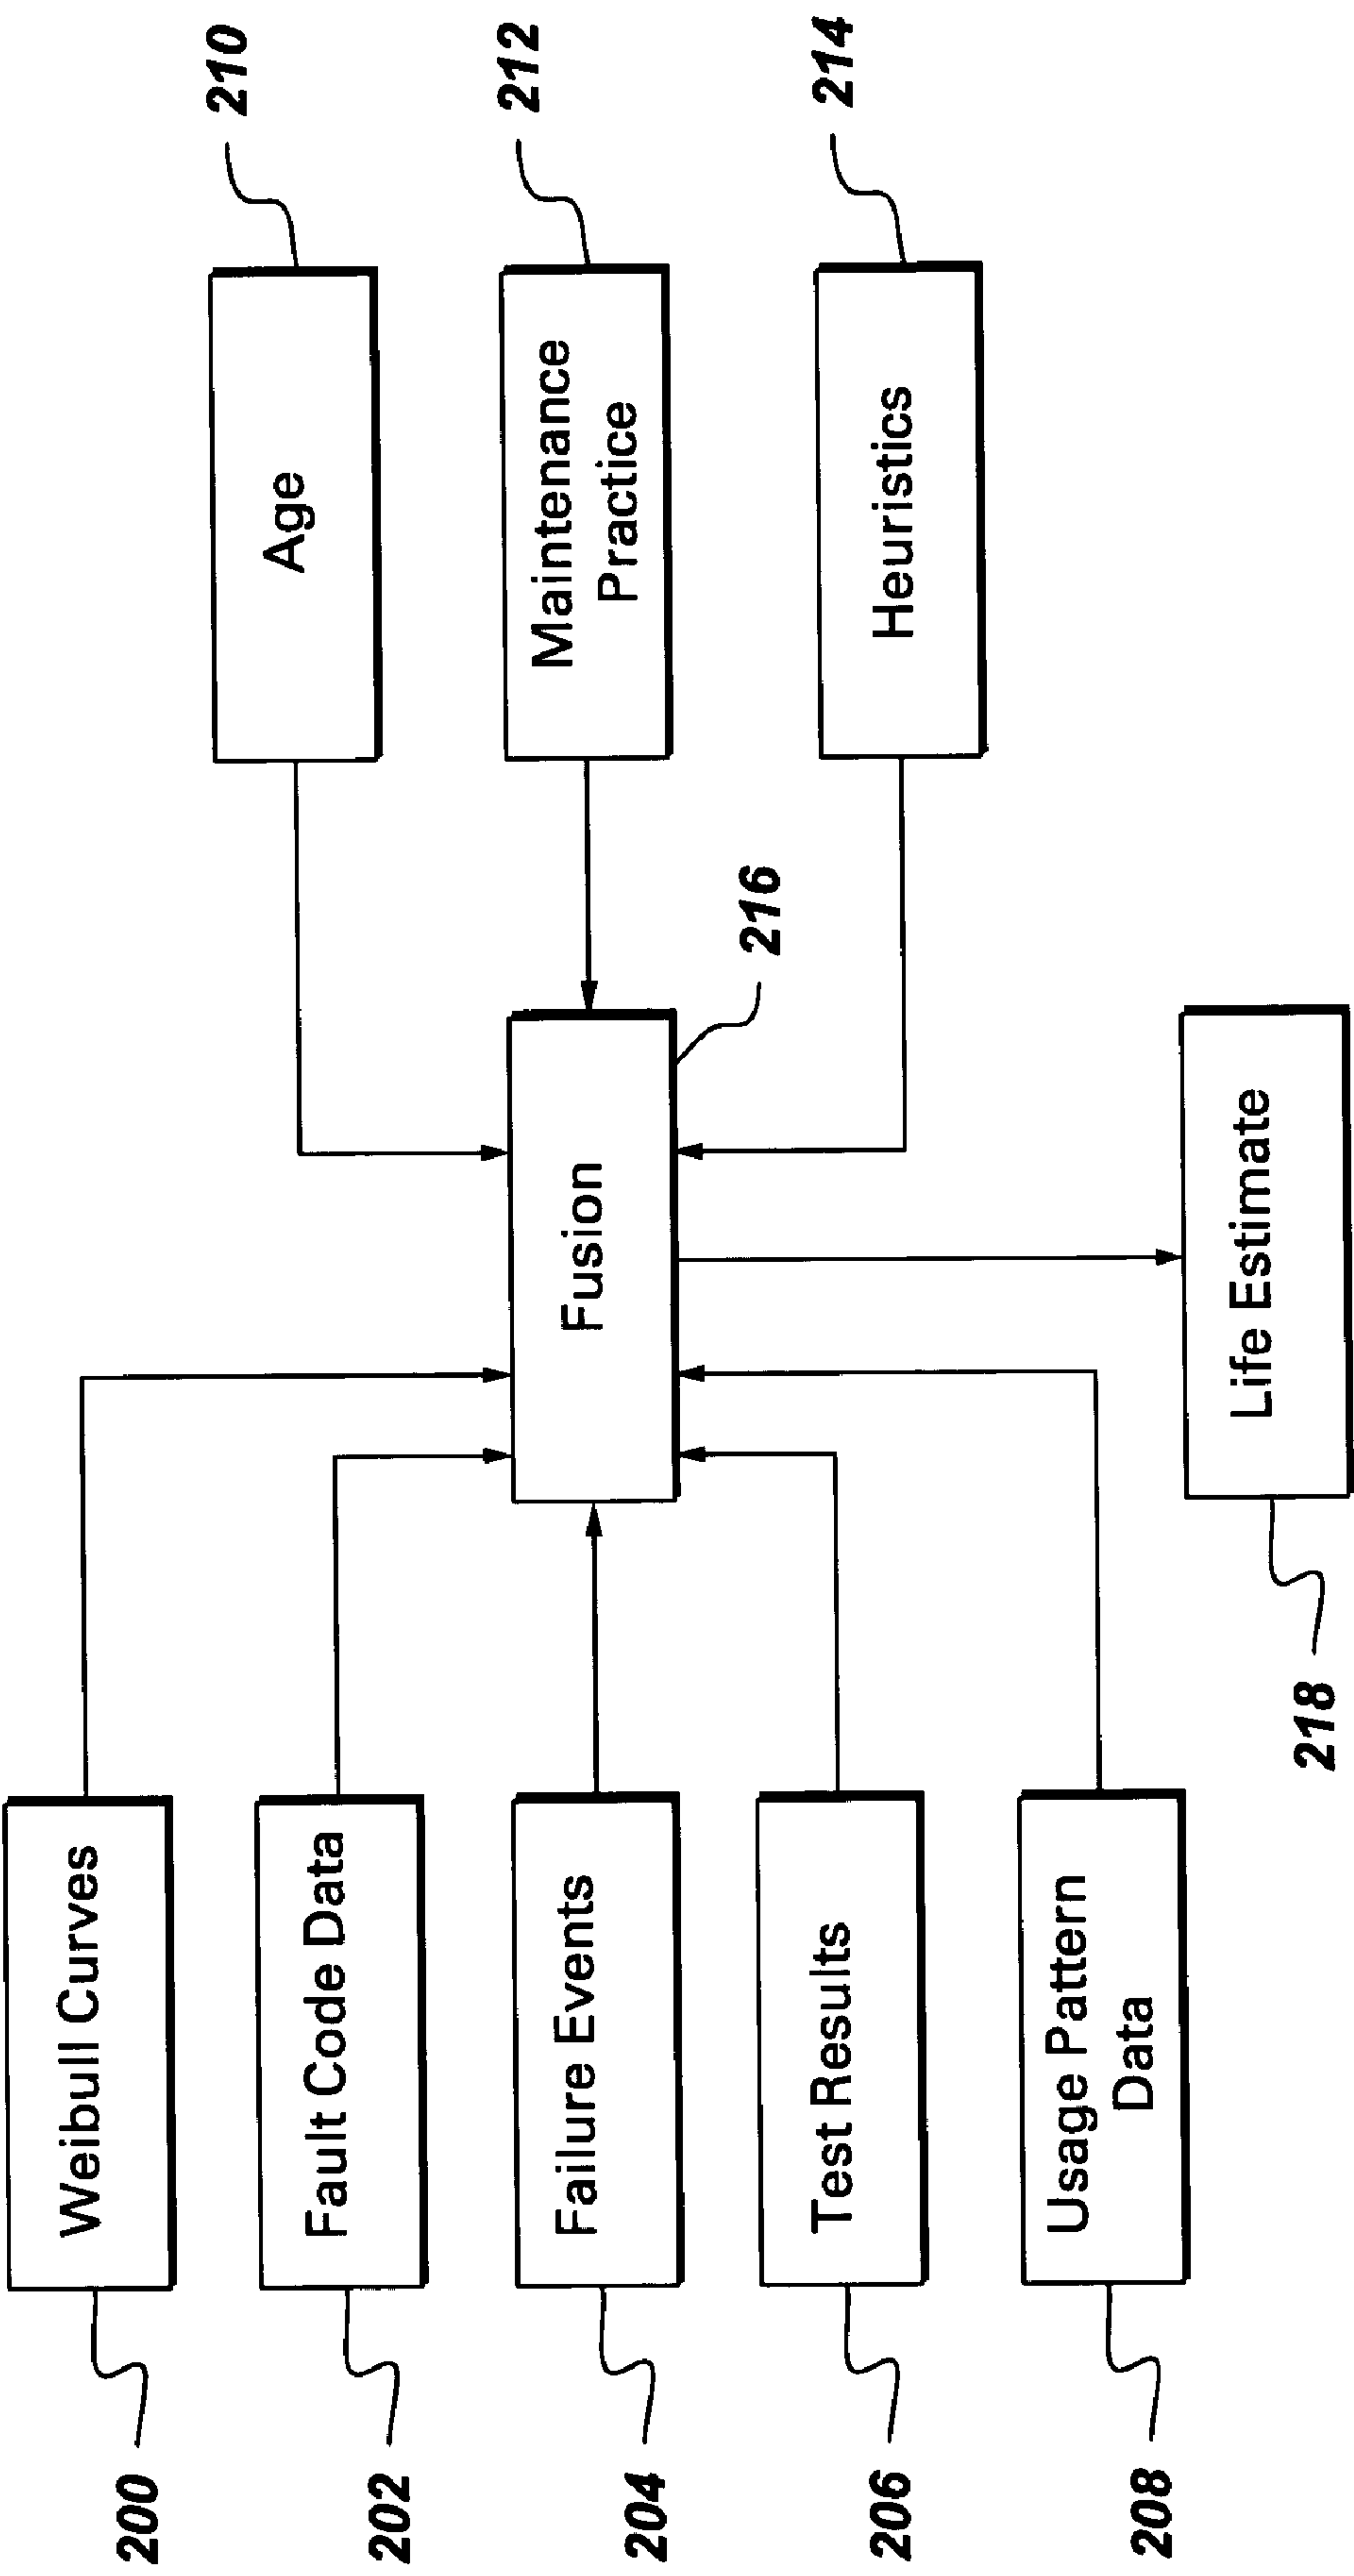 200
Weibull Curves
202
Fault Code Data
204
Failure Events
206
Test Results
208
Usage Pattern
Data
Fusion
216
Life Estimate
218
Age
210
Maintenance
Practice
212
Heuristics
214